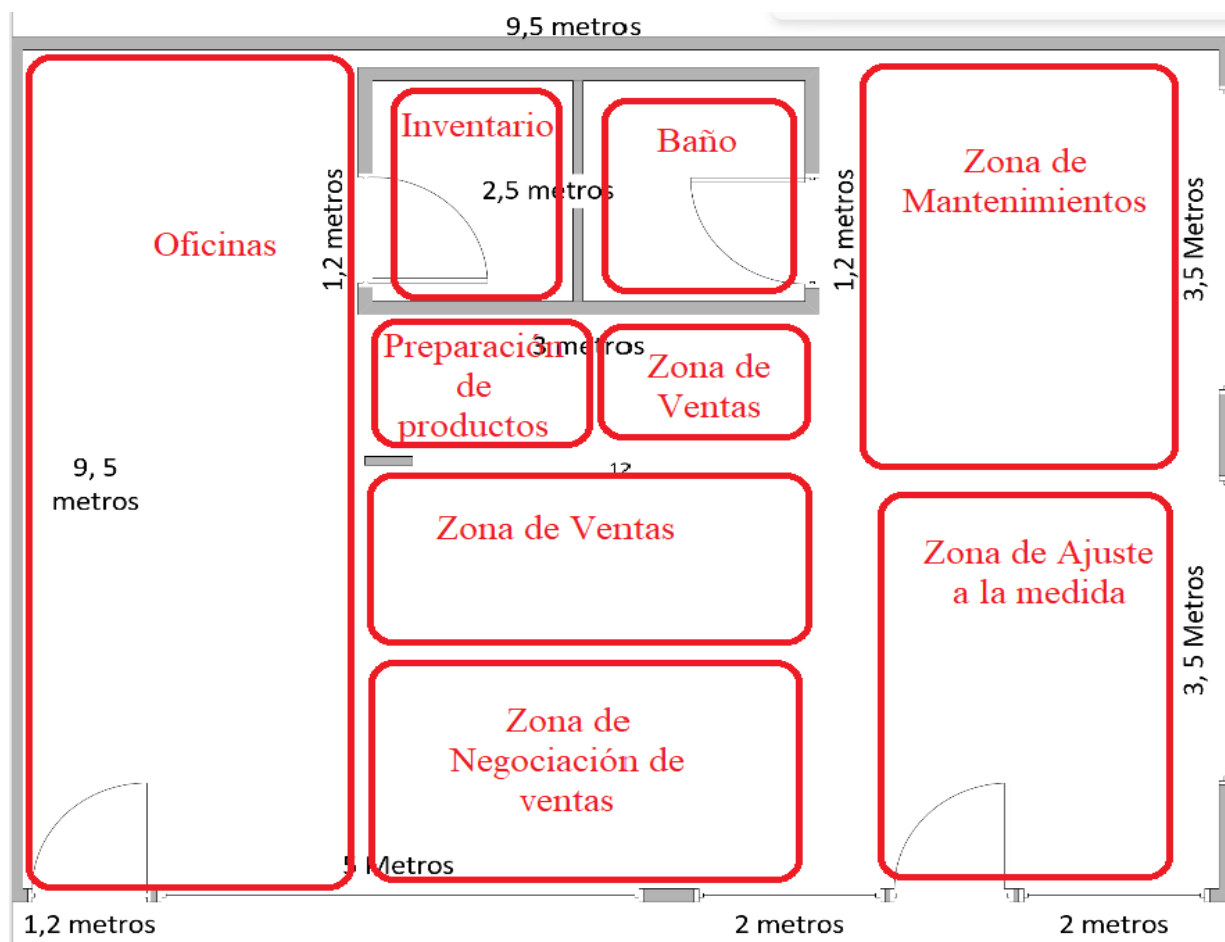 9,5 metros
Inventario
Baño
Zona de
Mantenimientos
2,5 metros
1,2 metros
1,2 metros
3,5 Metros
Oficinas
Preparación
de
productos
3 metros
Zona de
Ventas
9, 5
metros
12
Zona de Ventas
Zona de Ajuste
a la medida
3, 5 Metros
Zona de
Negociación de
ventas
5 Metros
1,2 metros
2 metros
2 metros